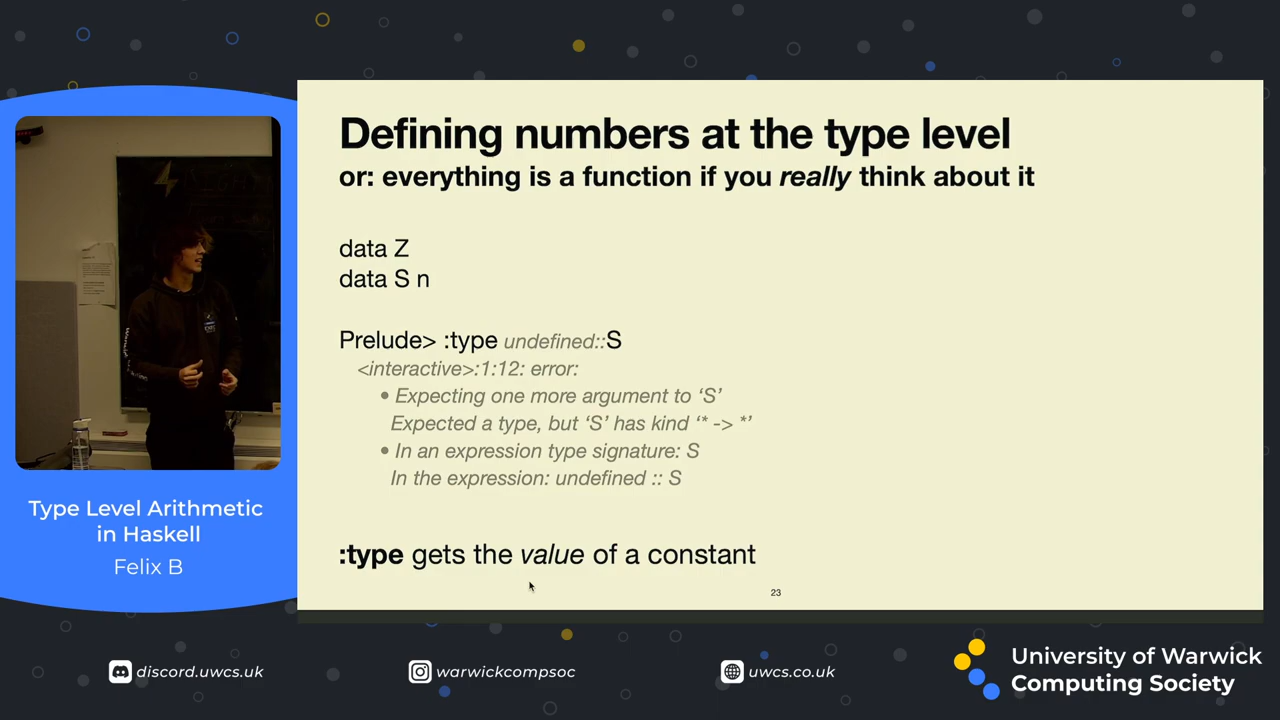 Defining numbers at the type level
or: everything is a function if you really think about it
data Z
data S n
Prelude> :type undefined::S
<interactive>:1:12: error:
• Expecting one more argument to ‘S’
Expected a type, but ‘S’ has kind ‘* -> *’
• In an expression type signature: S
In the expression: undefined :: S
:type gets the value of a constant
23
Type Level Arithmetic
in Haskell
Felix B
discord.uwcs.uk
warwickcompsoc
uwcs.co.uk
University of Warwick
Computing Society